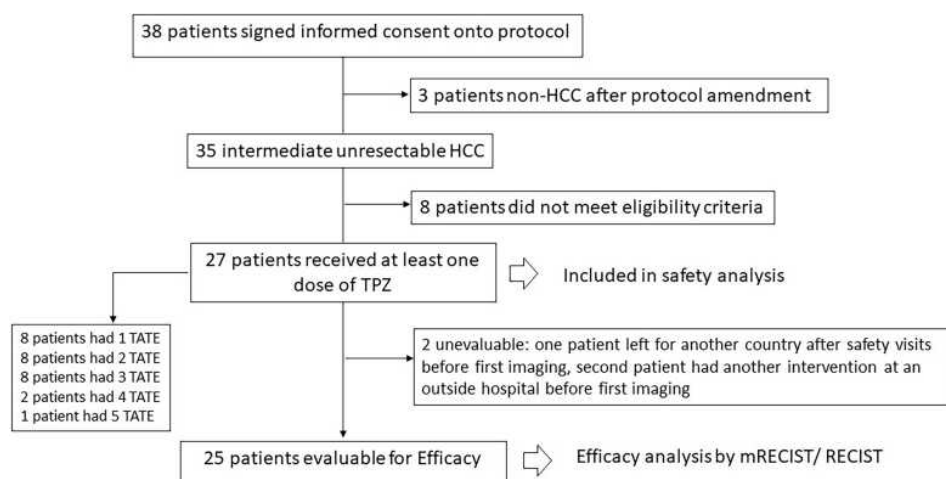 38 patients signed informed consent onto protocol
3 patients non-HCC after protocol amendment
35 intermediate unresectable HCC
8 patients did not meet eligibility criteria
27 patients received at least one
dose of TPZ
Included in safety analysis
8 patients had 1 TATE
8 patients had 2 TATE
8 patients had 3 TATE
2 patients had 4 TATE
1 patient had 5 TATE
2 unevaluable: one patient left for another country after safety visits
before first imaging, second patient had another intervention at an
outside hospital before first imaging
25 patients evaluable for Efficacy
Efficacy analysis by mRECIST/ RECIST